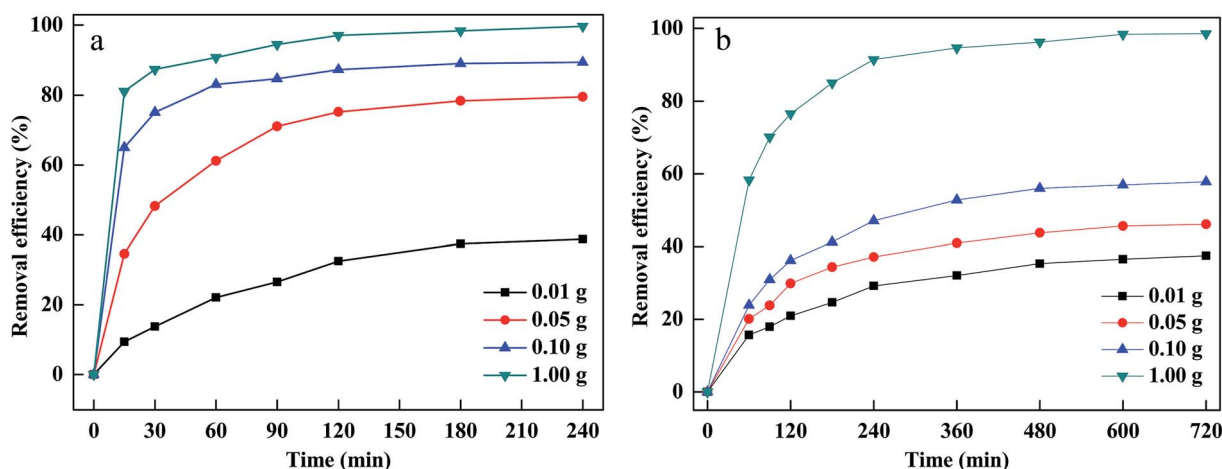 a
Removal efficiency (%)
100
80
60
40
20
0
0 30 60 90 120 150 180 210 240
Time (min)
0.01 g
0.05 g
0.10 g
1.00 g
b
Removal efficiency (%)
100
80
60
40
20
0
0 120 240 360 480 600 720
Time (min)
0.01 g
0.05 g
0.10 g
1.00 g